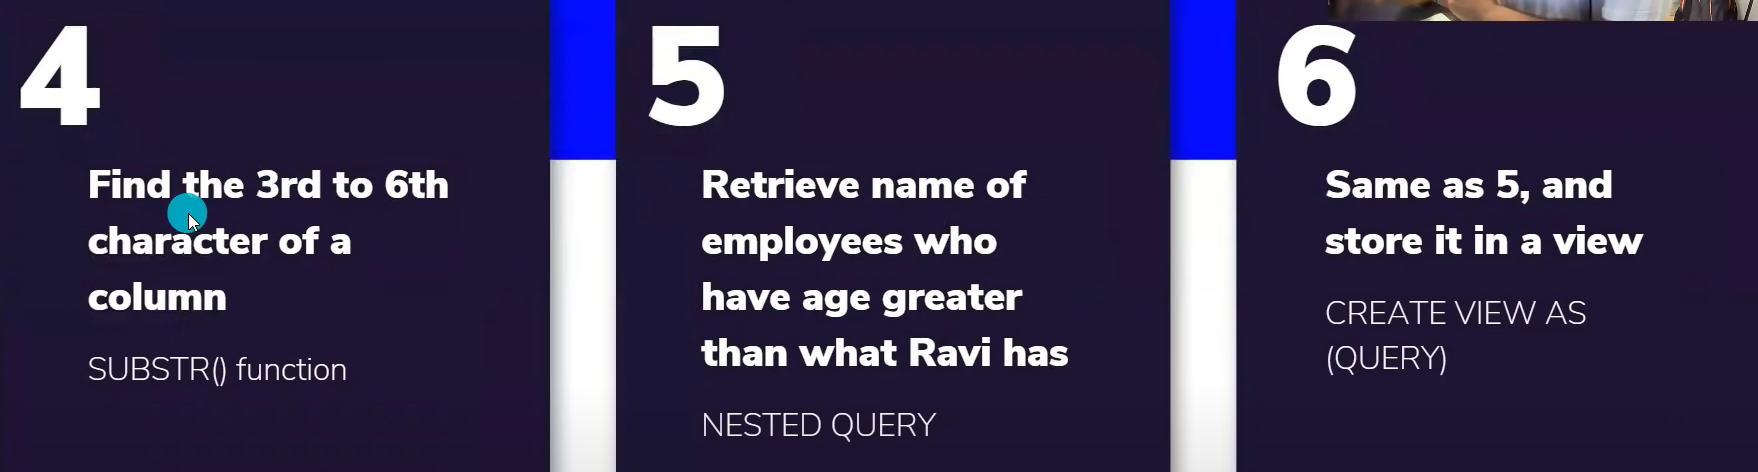 4
Find the 3rd to 6th
character of a
column
SUBSTR() function
5
Retrieve name of
employees who
have age greater
than what Ravi has
NESTED QUERY
6
Same as 5, and
store it in a view
CREATE VIEW AS
(QUERY)